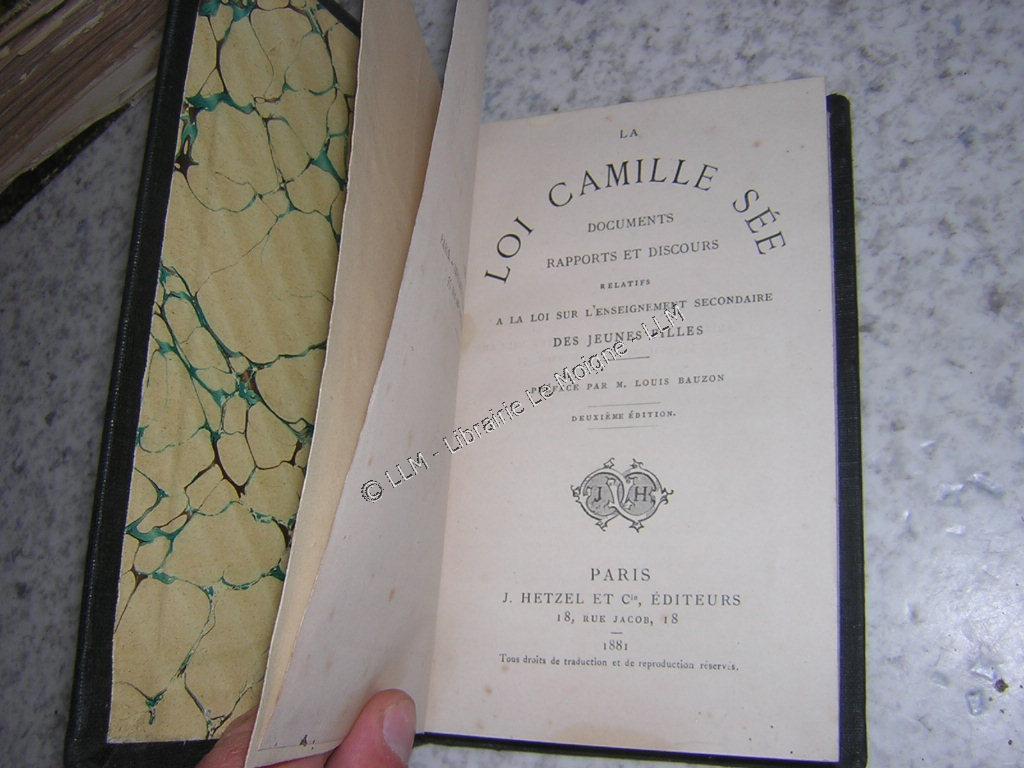 LA
LOI CAMILLE SÉE
DOCUMENTS
RAPPORTS ET DISCOURS
RELATIFS
A LA LOI SUR L'ENSEIGNEMENT SECONDAIRE
DES JEUNES FILLES
PRÉFACE PAR M. LOUIS BAUZON
DEUXIÈME ÉDITION.
J H
PARIS
J. HETZEL ET Cie, ÉDITEURS
18, RUE JACOB, 18
1881
Tous droits de traduction et de reproduction réservés.
© LLM - Librairie Le Moigne - LLM